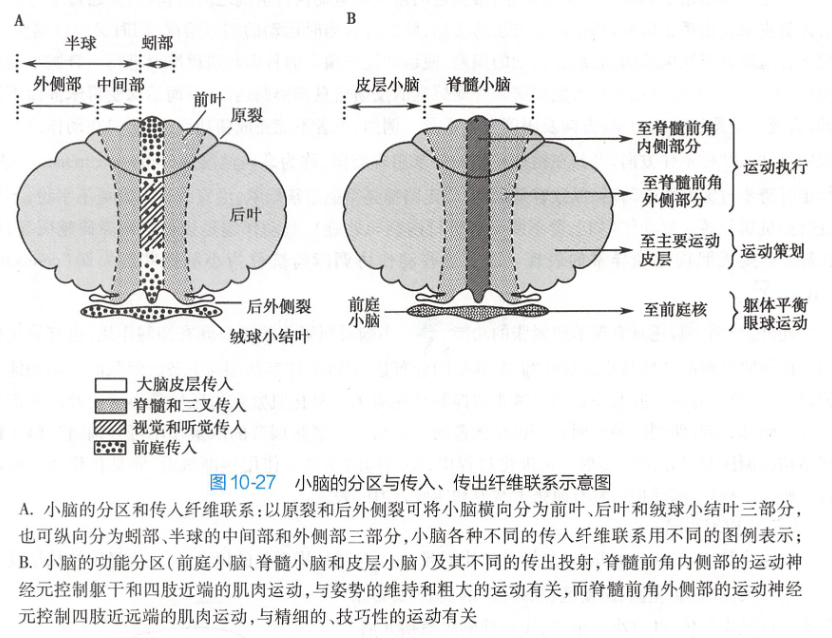 A
半球
蚓部
外侧部
中间部
前叶
原裂
后叶
后外侧裂
绒球小结叶
B
皮层小脑
脊髓小脑
至脊髓前角
内侧部分
运动执行
至脊髓前角
外侧部分
至主要运动
皮层
运动策划
前庭
小脑
至前庭核
躯体平衡
眼球运动
大脑皮层传入
脊髓和三叉传入
视觉和听觉传入
前庭传入
图10-27 小脑的分区与传入、传出纤维联系示意图
A. 小脑的分区和传入纤维联系:以原裂和后外侧裂可将小脑横向分为前叶、后叶和绒球小结叶三部分,
也可纵向分为蚓部、半球的中间部和外侧部三部分,小脑各种不同的传入纤维联系用不同的图例表示;
B. 小脑的功能分区(前庭小脑、脊髓小脑和皮层小脑)及其不同的传出投射,脊髓前角内侧部的运动神
经元控制躯干和四肢近端的肌肉运动,与姿势的维持和粗大的运动有关,而脊髓前角外侧部的运动神经
元控制四肢近远端的肌肉运动,与精细的、技巧性的运动有关